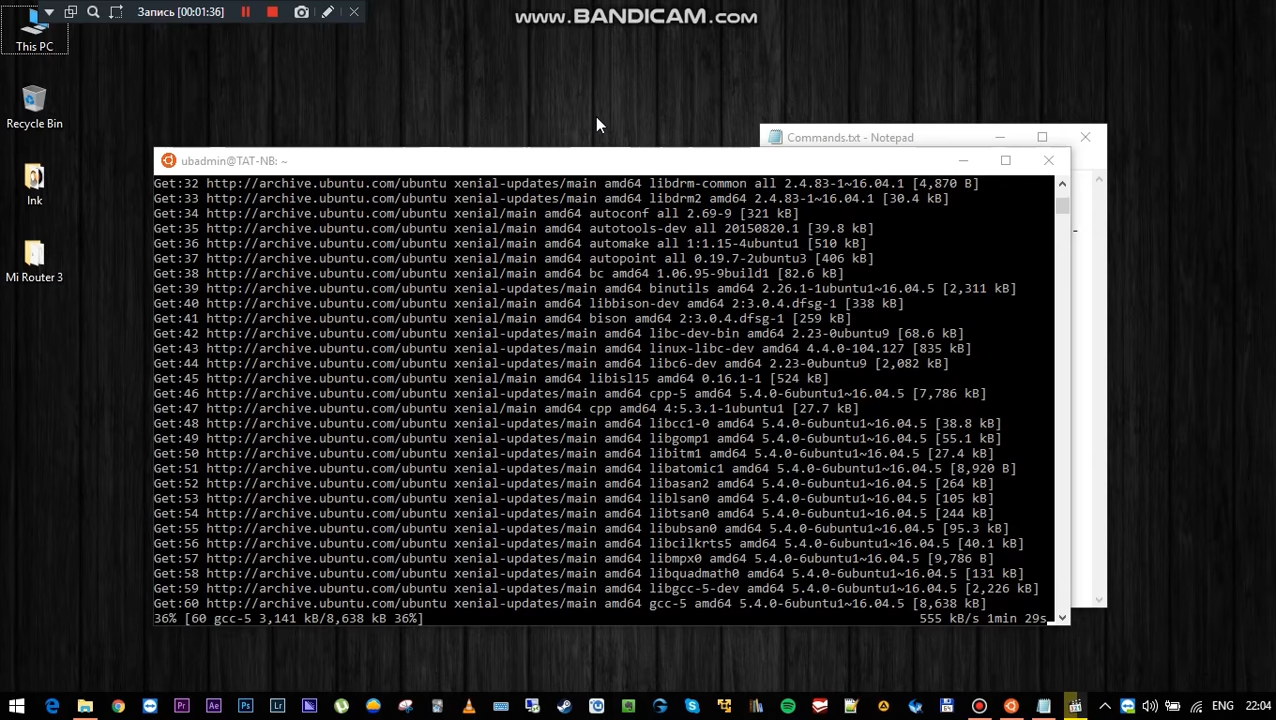 Запись [00:01:36]
www.BANDICAM.com
This PC
Recycle Bin
Ink
Mi Router 3
Commands.txt - Notepad
ubadmin@TAT-NB: ~
Get:32 http://archive.ubuntu.com/ubuntu xenial-updates/main amd64 libdrm-common all 2.4.83-1~16.04.1 [4,870 B]
Get:33 http://archive.ubuntu.com/ubuntu xenial-updates/main amd64 libdrm2 amd64 2.4.83-1~16.04.1 [30.4 kB]
Get:34 http://archive.ubuntu.com/ubuntu xenial/main amd64 autoconf all 2.69-9 [321 kB]
Get:35 http://archive.ubuntu.com/ubuntu xenial/main amd64 autotools-dev all 20150820.1 [39.8 kB]
Get:36 http://archive.ubuntu.com/ubuntu xenial/main amd64 automake all 1:1.15-4ubuntu1 [510 kB]
Get:37 http://archive.ubuntu.com/ubuntu xenial/main amd64 autopoint all 0.19.7-2ubuntu3 [406 kB]
Get:38 http://archive.ubuntu.com/ubuntu xenial/main amd64 bc amd64 1.06.95-9build1 [82.6 kB]
Get:39 http://archive.ubuntu.com/ubuntu xenial-updates/main amd64 binutils amd64 2.26.1-1ubuntu1~16.04.5 [2,311 kB]
Get:40 http://archive.ubuntu.com/ubuntu xenial/main amd64 libbison-dev amd64 2:3.0.4.dfsg-1 [338 kB]
Get:41 http://archive.ubuntu.com/ubuntu xenial/main amd64 bison amd64 2:3.0.4.dfsg-1 [259 kB]
Get:42 http://archive.ubuntu.com/ubuntu xenial-updates/main amd64 libc-dev-bin amd64 2.23-0ubuntu9 [68.6 kB]
Get:43 http://archive.ubuntu.com/ubuntu xenial-updates/main amd64 linux-libc-dev amd64 4.4.0-104.127 [835 kB]
Get:44 http://archive.ubuntu.com/ubuntu xenial-updates/main amd64 libc6-dev amd64 2.23-0ubuntu9 [2,082 kB]
Get:45 http://archive.ubuntu.com/ubuntu xenial/main amd64 libisl15 amd64 0.16.1-1 [524 kB]
Get:46 http://archive.ubuntu.com/ubuntu xenial-updates/main amd64 cpp-5 amd64 5.4.0-6ubuntu1~16.04.5 [7,786 kB]
Get:47 http://archive.ubuntu.com/ubuntu xenial/main amd64 cpp amd64 4:5.3.1-1ubuntu1 [27.7 kB]
Get:48 http://archive.ubuntu.com/ubuntu xenial-updates/main amd64 libcc1-0 amd64 5.4.0-6ubuntu1~16.04.5 [38.8 kB]
Get:49 http://archive.ubuntu.com/ubuntu xenial-updates/main amd64 libgomp1 amd64 5.4.0-6ubuntu1~16.04.5 [55.1 kB]
Get:50 http://archive.ubuntu.com/ubuntu xenial-updates/main amd64 libitm1 amd64 5.4.0-6ubuntu1~16.04.5 [27.4 kB]
Get:51 http://archive.ubuntu.com/ubuntu xenial-updates/main amd64 libatomic1 amd64 5.4.0-6ubuntu1~16.04.5 [8,920 B]
Get:52 http://archive.ubuntu.com/ubuntu xenial-updates/main amd64 libasan2 amd64 5.4.0-6ubuntu1~16.04.5 [264 kB]
Get:53 http://archive.ubuntu.com/ubuntu xenial-updates/main amd64 liblsan0 amd64 5.4.0-6ubuntu1~16.04.5 [105 kB]
Get:54 http://archive.ubuntu.com/ubuntu xenial-updates/main amd64 libtsan0 amd64 5.4.0-6ubuntu1~16.04.5 [244 kB]
Get:55 http://archive.ubuntu.com/ubuntu xenial-updates/main amd64 libubsan0 amd64 5.4.0-6ubuntu1~16.04.5 [95.3 kB]
Get:56 http://archive.ubuntu.com/ubuntu xenial-updates/main amd64 libcilkrts5 amd64 5.4.0-6ubuntu1~16.04.5 [40.1 kB]
Get:57 http://archive.ubuntu.com/ubuntu xenial-updates/main amd64 libmpx0 amd64 5.4.0-6ubuntu1~16.04.5 [9,786 B]
Get:58 http://archive.ubuntu.com/ubuntu xenial-updates/main amd64 libquadmath0 amd64 5.4.0-6ubuntu1~16.04.5 [131 kB]
Get:59 http://archive.ubuntu.com/ubuntu xenial-updates/main amd64 libgcc-5-dev amd64 5.4.0-6ubuntu1~16.04.5 [2,226 kB]
Get:60 http://archive.ubuntu.com/ubuntu xenial-updates/main amd64 gcc-5 amd64 5.4.0-6ubuntu1~16.04.5 [8,638 kB]
36% [60 gcc-5 3,141 kB/8,638 kB 36%] 555 kB/s 1min 29s
Pr Ae Ps Lr
ENG 22:04